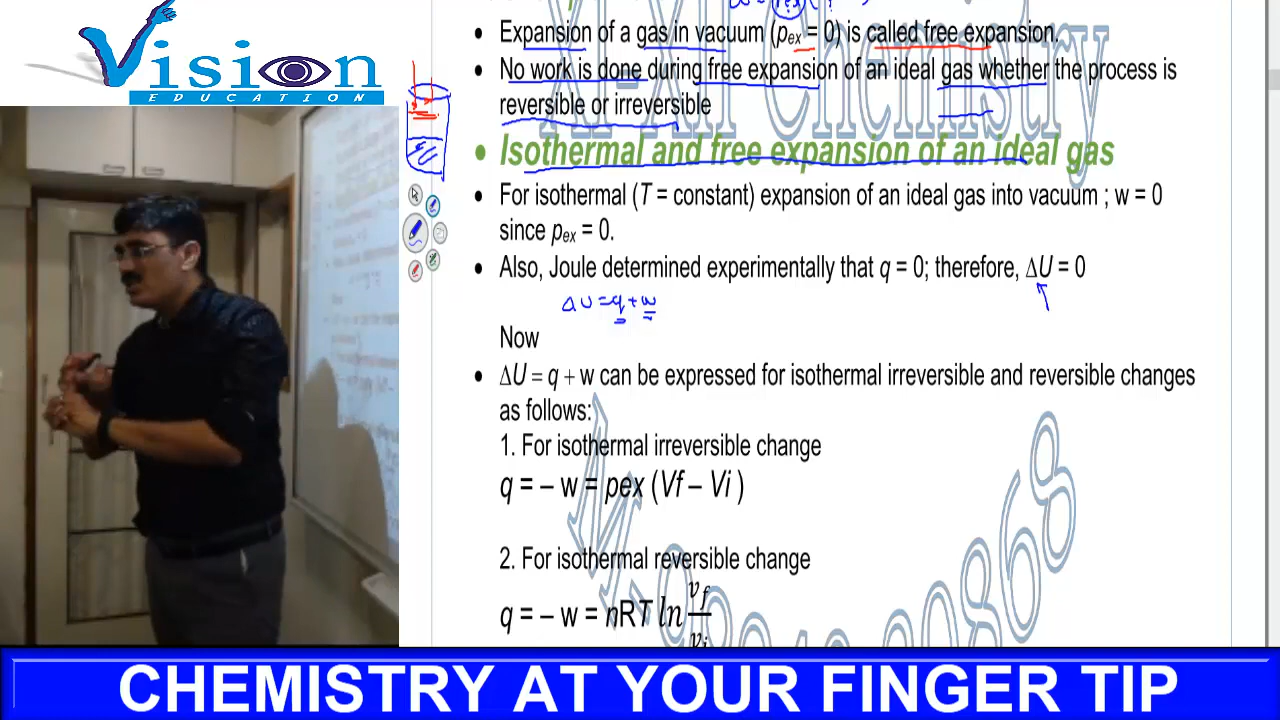 Vision
EDUCATION
• Expansion of a gas in vacuum (pex = 0) is called free expansion.
• No work is done during free expansion of an ideal gas whether the process is
reversible or irreversible
• Isothermal and free expansion of an ideal gas
• For isothermal (T = constant) expansion of an ideal gas into vacuum ; w = 0
since pex = 0.
• Also, Joule determined experimentally that q = 0; therefore, ΔU = 0
ΔU = q + w
Now
• ΔU = q + w can be expressed for isothermal irreversible and reversible changes
as follows:
1. For isothermal irreversible change
q = – w = pex (Vf – Vi )
2. For isothermal reversible change
q = – w = nRT ln vf/vi
XI-XII Chemistry
CHEMISTRY AT YOUR FINGER TIP